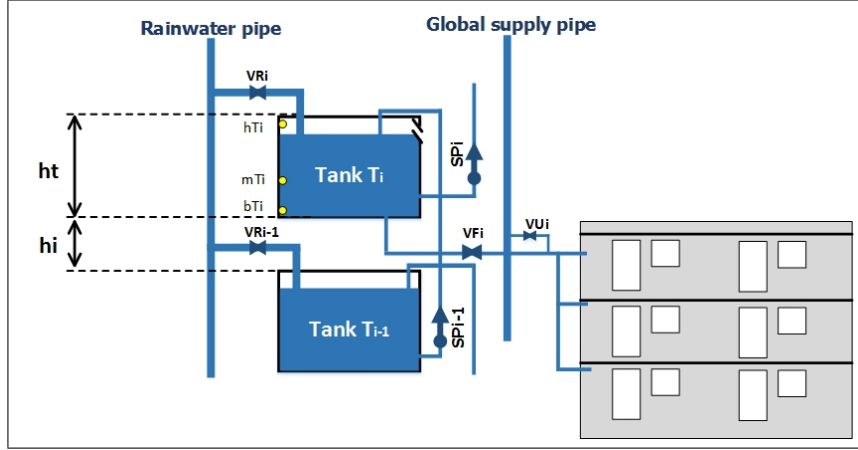 Rainwater pipe
Global supply pipe
VRi
hTi
ht
Tank Ti
SPi
mTi
bTi
VUi
VRi-1
VFi
hi
Tank Ti-1
SPi-1